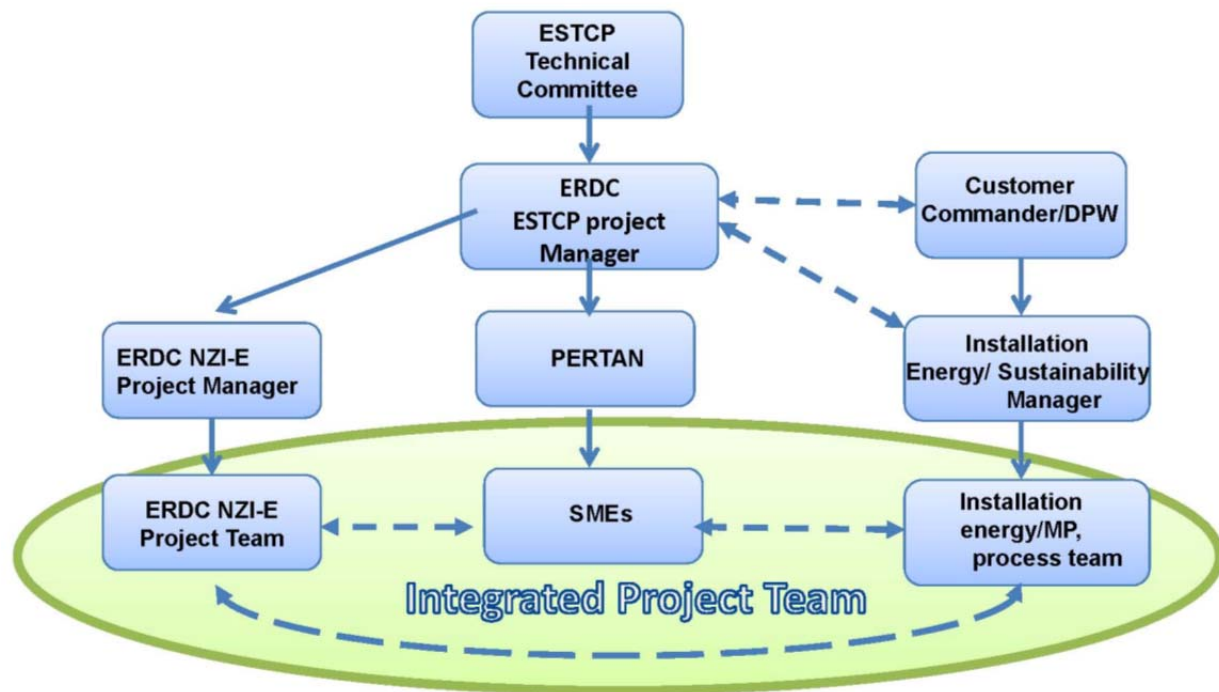 ESTCP
Technical
Committee
ERDC
ESTCP project
Manager
Customer
Commander/DPW
ERDC NZI-E
Project Manager
PERTAN
Installation
Energy/ Sustainability
Manager
ERDC NZI-E
Project Team
SMEs
Installation
energy/MP,
process team
Integrated Project Team